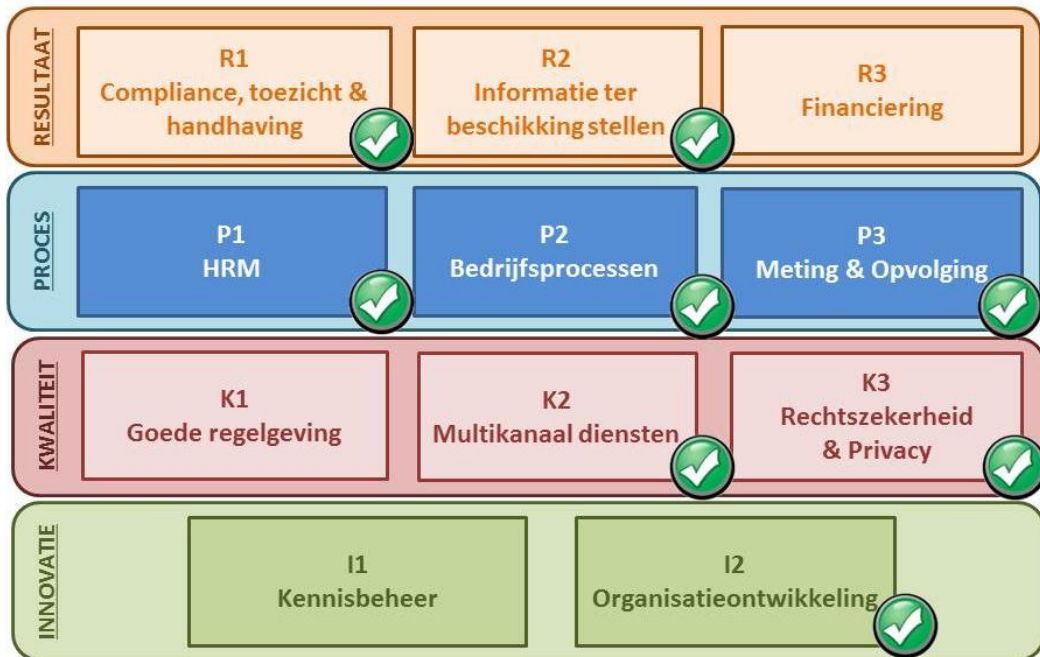 RESULTAAT
R1
Compliance, toezicht &
handhaving
R2
Informatie ter
beschikking stellen
R3
Financiering
PROCES
P1
HRM
P2
Bedrijfsprocessen
P3
Meting & Opvolging
KWALITEIT
K1
Goede regelgeving
K2
Multikanaal diensten
K3
Rechtszekerheid
& Privacy
INNOVATIE
I1
Kennisbeheer
I2
Organisatieontwikkeling